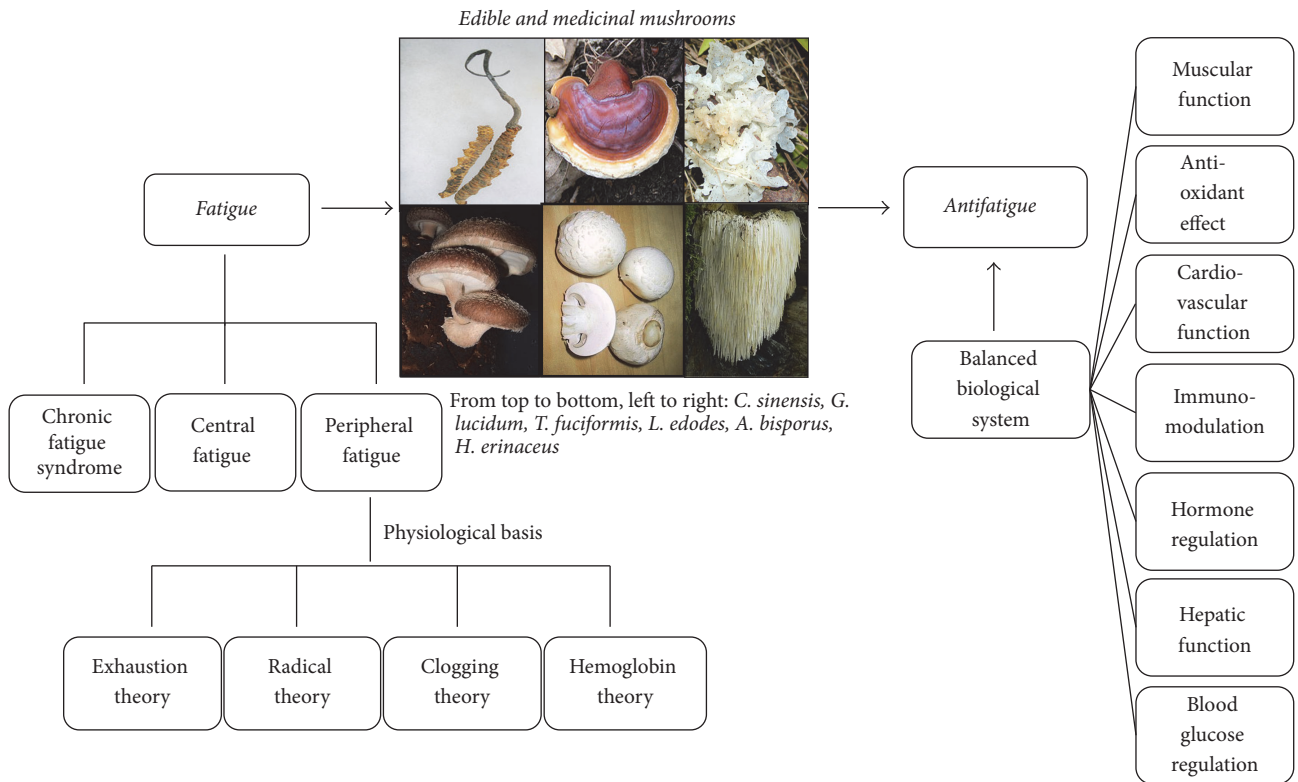 Edible and medicinal mushrooms
Fatigue
Antifatigue
Chronic
fatigue
syndrome
Central
fatigue
Peripheral
fatigue
From top to bottom, left to right: C. sinensis, G.
lucidum, T. fuciformis, L. edodes, A. bisporus,
H. erinaceus
Physiological basis
Exhaustion
theory
Radical
theory
Clogging
theory
Hemoglobin
theory
Balanced
biological
system
Muscular
function
Anti-
oxidant
effect
Cardio-
vascular
function
Immuno-
modulation
Hormone
regulation
Hepatic
function
Blood
glucose
regulation